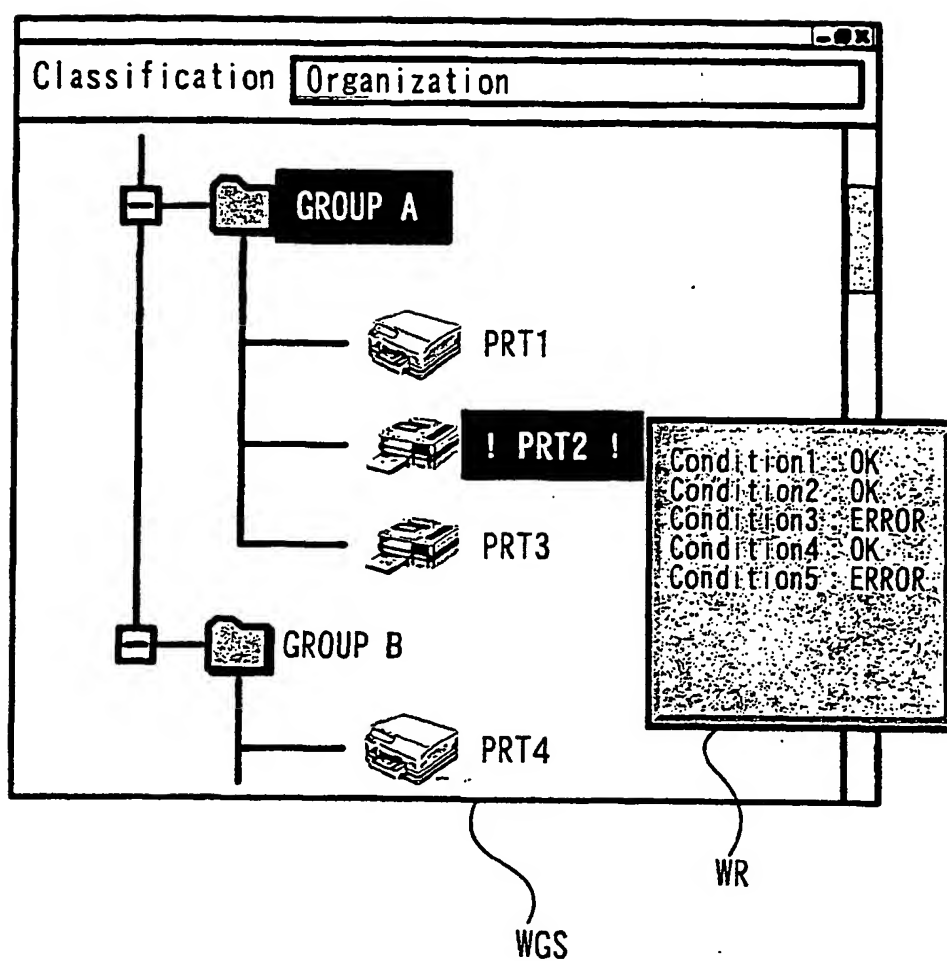 Classification Organization
GROUP A
PRT1
! PRT2 !
Condition1 : OK
Condition2 : OK
Condition3 : ERROR
Condition4 : OK
Condition5 : ERROR
PRT3
GROUP B
PRT4
WR
WGS